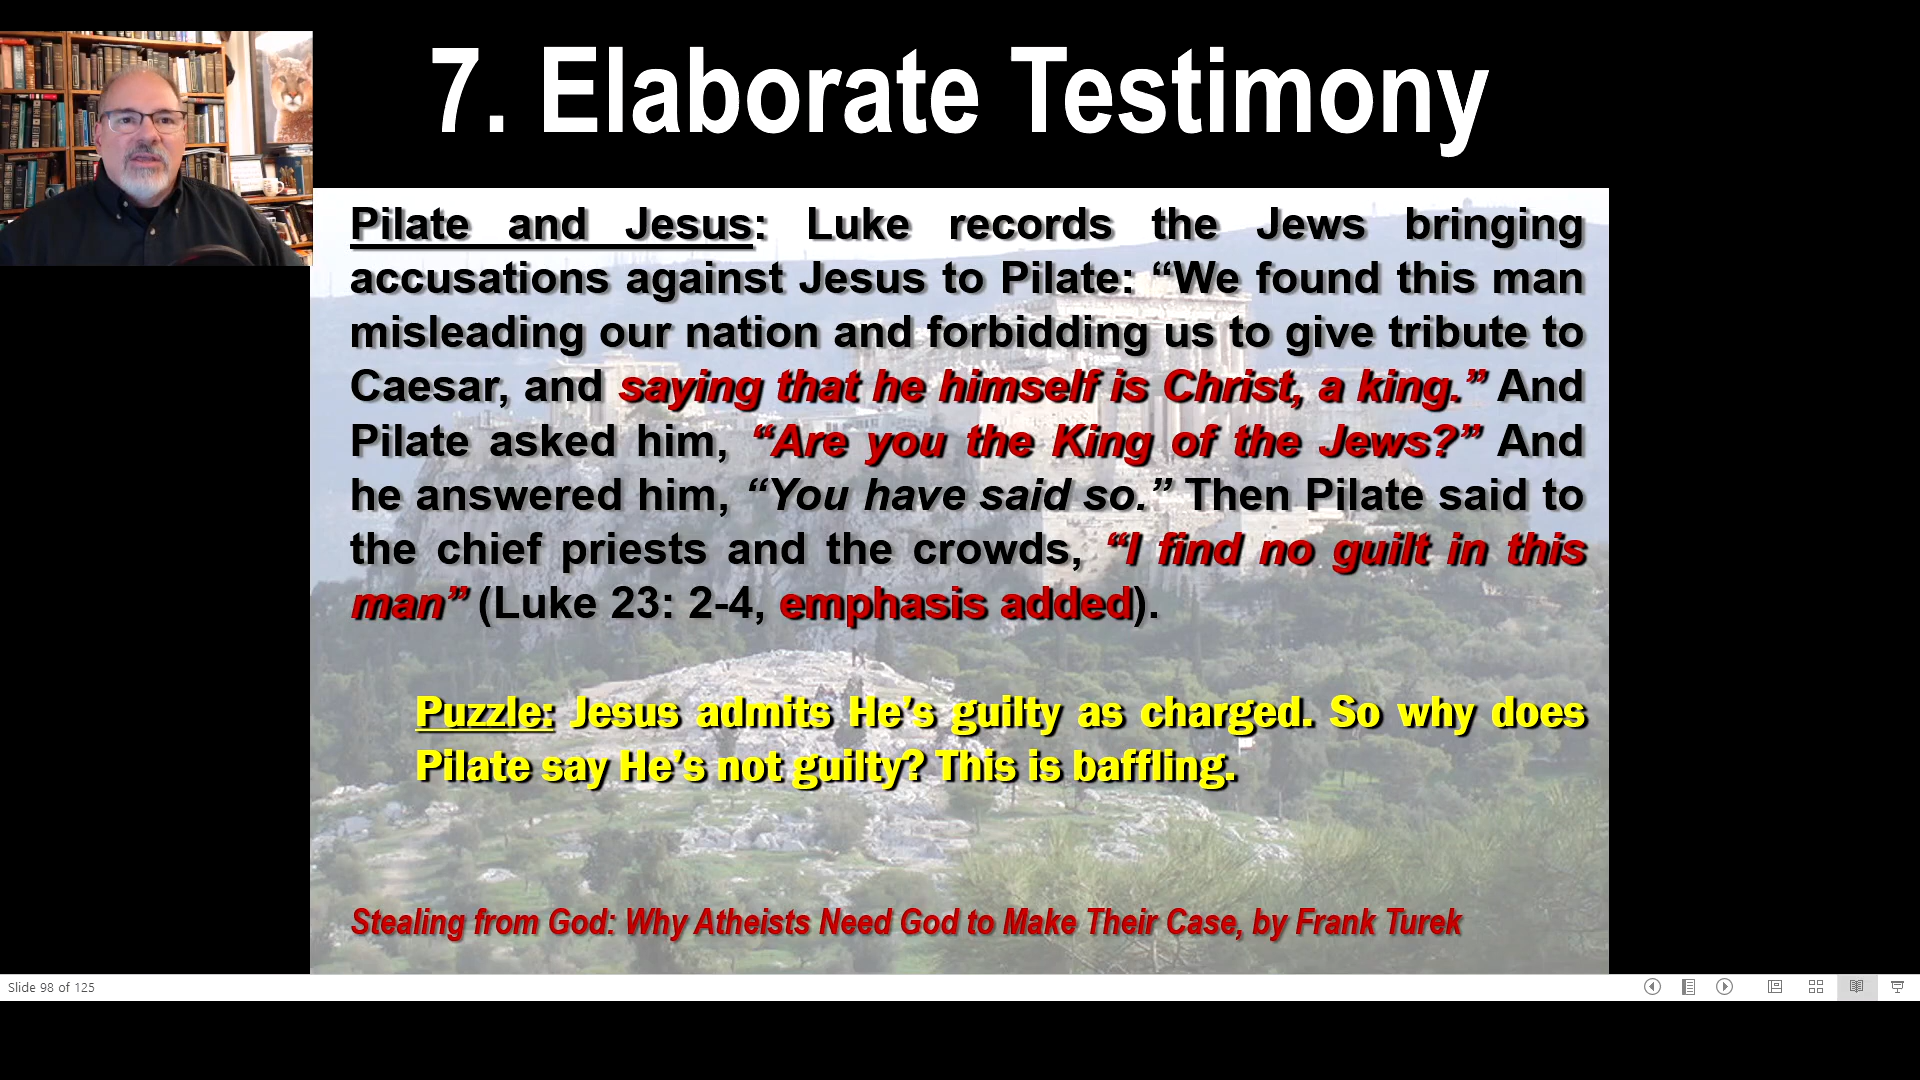 7. Elaborate Testimony
Pilate and Jesus: Luke records the Jews bringing
accusations against Jesus to Pilate: “We found this man
misleading our nation and forbidding us to give tribute to
Caesar, and saying that he himself is Christ, a king.” And
Pilate asked him, “Are you the King of the Jews?” And
he answered him, “You have said so.” Then Pilate said to
the chief priests and the crowds, “I find no guilt in this
man” (Luke 23: 2-4, emphasis added).
Puzzle: Jesus admits He’s guilty as charged. So why does
Pilate say He’s not guilty? This is baffling.
Stealing from God: Why Atheists Need God to Make Their Case, by Frank Turek
Slide 98 of 125